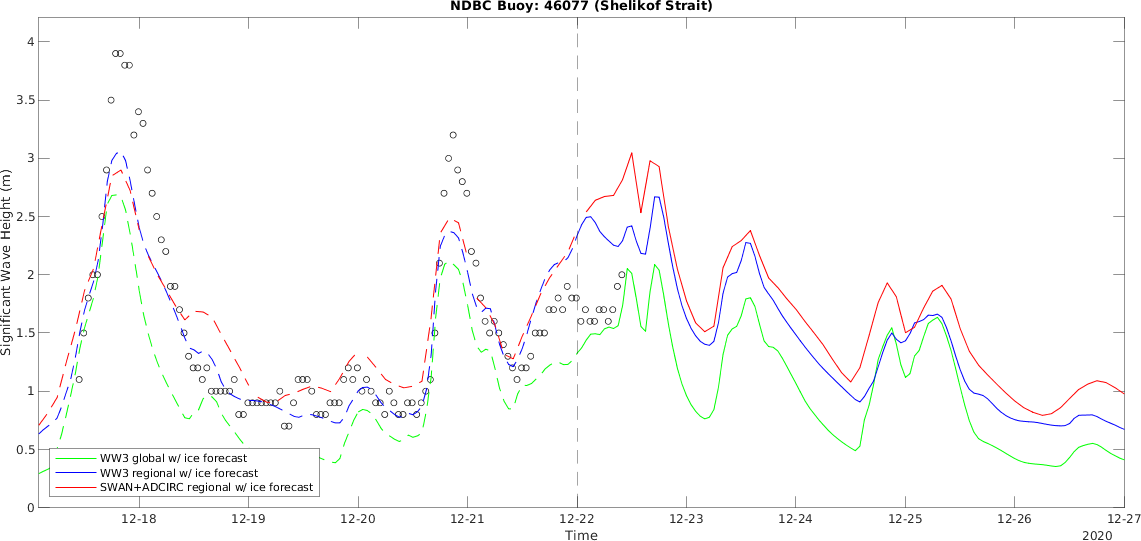 NDBC Buoy: 46077 (Shelikof Strait)
Significant Wave Height (m)
4
3.5
3
2.5
2
1.5
1
0.5
0
WW3 global w/ ice forecast
WW3 regional w/ ice forecast
SWAN+ADCIRC regional w/ ice forecast
12-18 12-19 12-20 12-21 12-22 12-23 12-24 12-25 12-26 12-27
Time
2020